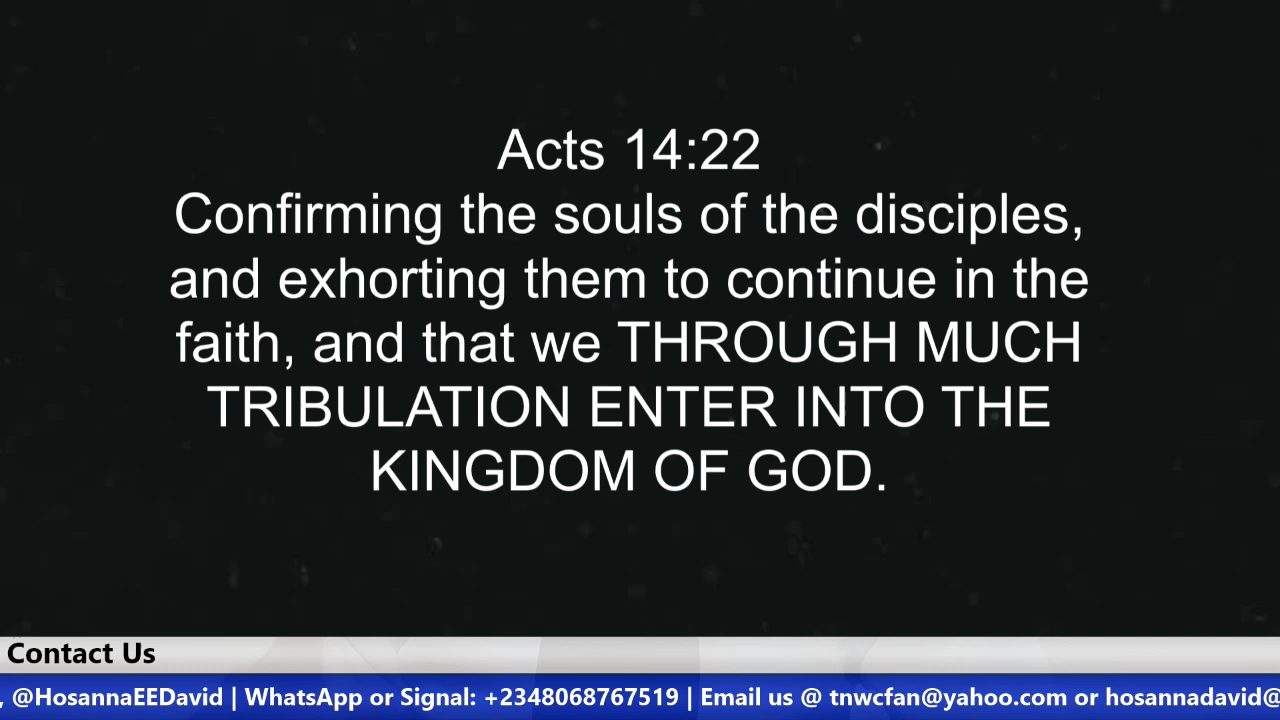 Acts 14:22
Confirming the souls of the disciples,
and exhorting them to continue in the
faith, and that we THROUGH MUCH
TRIBULATION ENTER INTO THE
KINGDOM OF GOD.
Contact Us
, @HosannaEEDavid | WhatsApp or Signal: +2348068767519 | Email us @ tnwcfan@yahoo.com or hosannadavid@